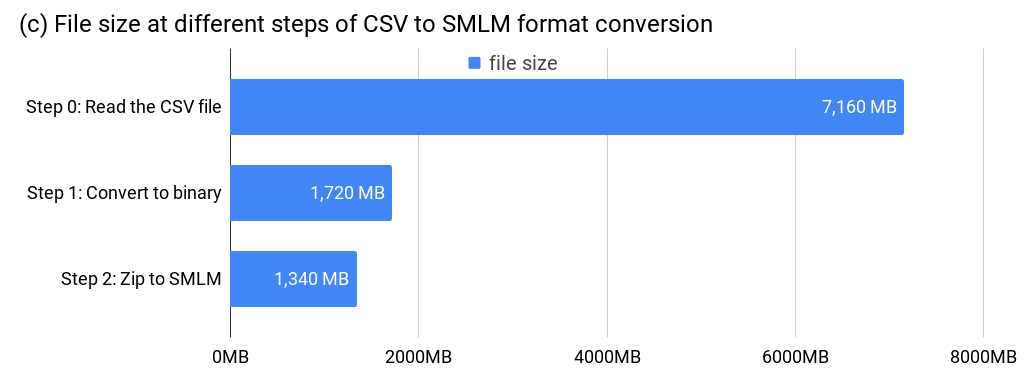 (c) File size at different steps of CSV to SMLM format conversion
file size
Step 0: Read the CSV file
7,160 MB
Step 1: Convert to binary
1,720 MB
Step 2: Zip to SMLM
1,340 MB
0MB 2000MB 4000MB 6000MB 8000MB